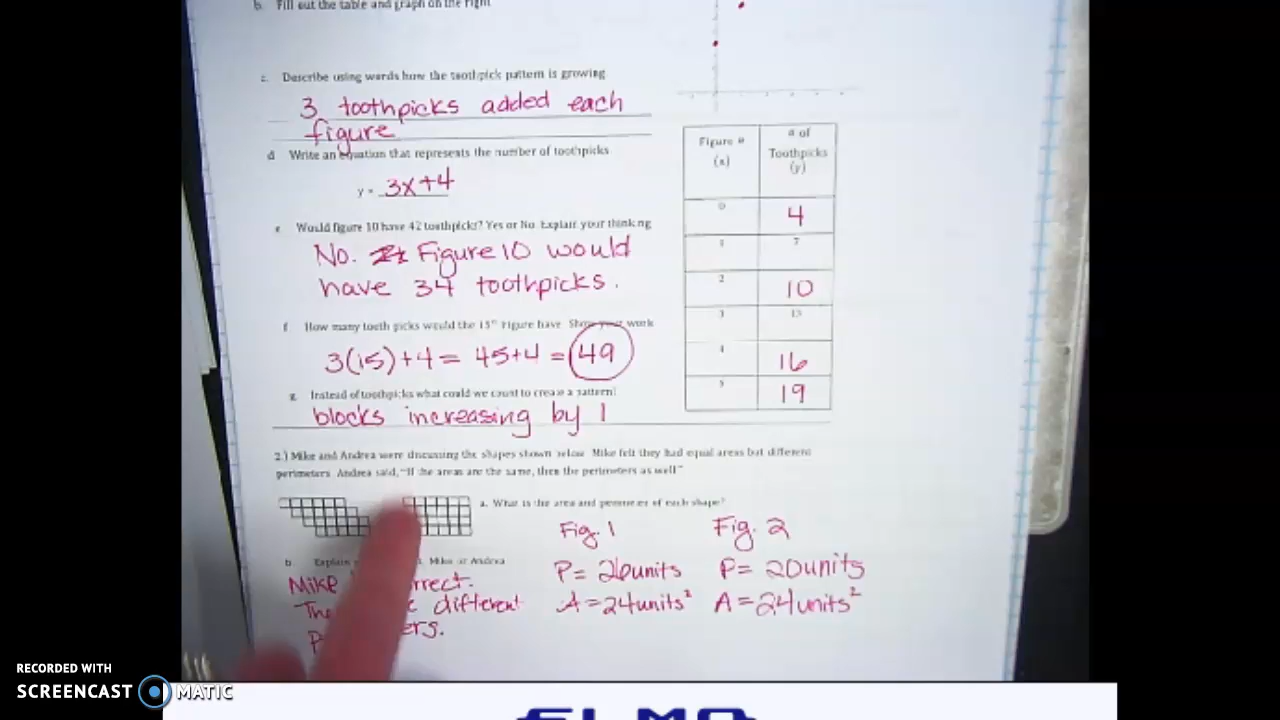 b. Fill out the table and graph on the right
c. Describe using words how the toothpick pattern is growing
3 toothpicks added each
figure
d Write an equation that represents the number of toothpicks
y = 3x+4
e Would figure 10 have 42 toothpicks? Yes or No. Explain your thinking
No. Figure 10 would
have 34 toothpicks.
f How many tooth picks would the 15th Figure have Show your work
3(15)+4 = 45+4 = 49
g Instead of toothpicks what could we count to create a pattern?
blocks increasing by 1
Figure # # of
(x) Toothpicks
(y)
0 4
1 7
2 10
3 13
4 16
5 19
2.) Mike and Andrea were discussing the shapes shown below. Mike felt they had equal areas but different
perimeters. Andrea said, "If the areas are the same, then the perimeters as well"
a. What is the area and perimeter of each shape?
Fig. 1 Fig. 2
P= 26units P= 20units
A=24units² A=24units²
b Explain Mike or Andrea
Mike
different
RECORDED WITH
SCREENCAST MATIC
ELMO